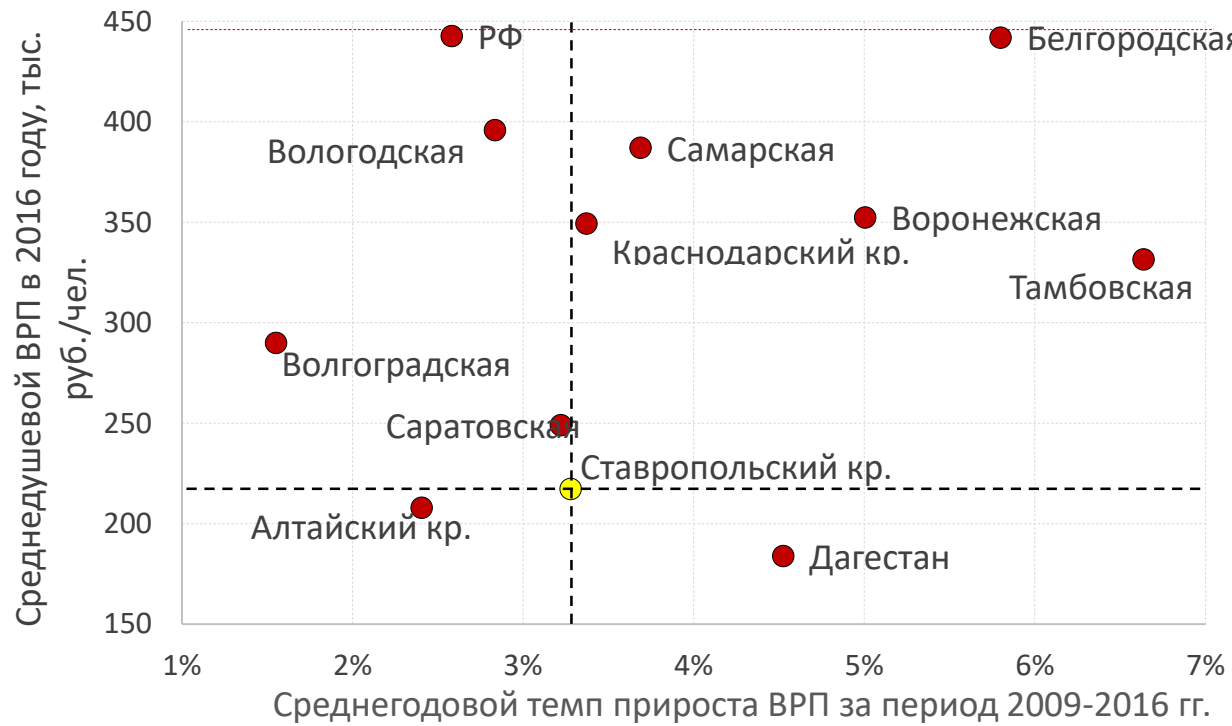 Среднедушевой ВРП в 2016 году, тыс.
руб./чел.
450
400
350
300
250
200
150
РФ
Белгородская
Вологодская
Самарская
Воронежская
Краснодарский кр.
Тамбовская
Волгоградская
Саратовская
Ставропольский кр.
Алтайский кр.
Дагестан
1% 2% 3% 4% 5% 6% 7%
Среднегодовой темп прироста ВРП за период 2009-2016 гг.